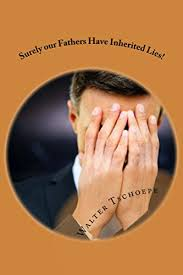 Surely our Fathers Have Inherited Lies!
Walter Tschoepe